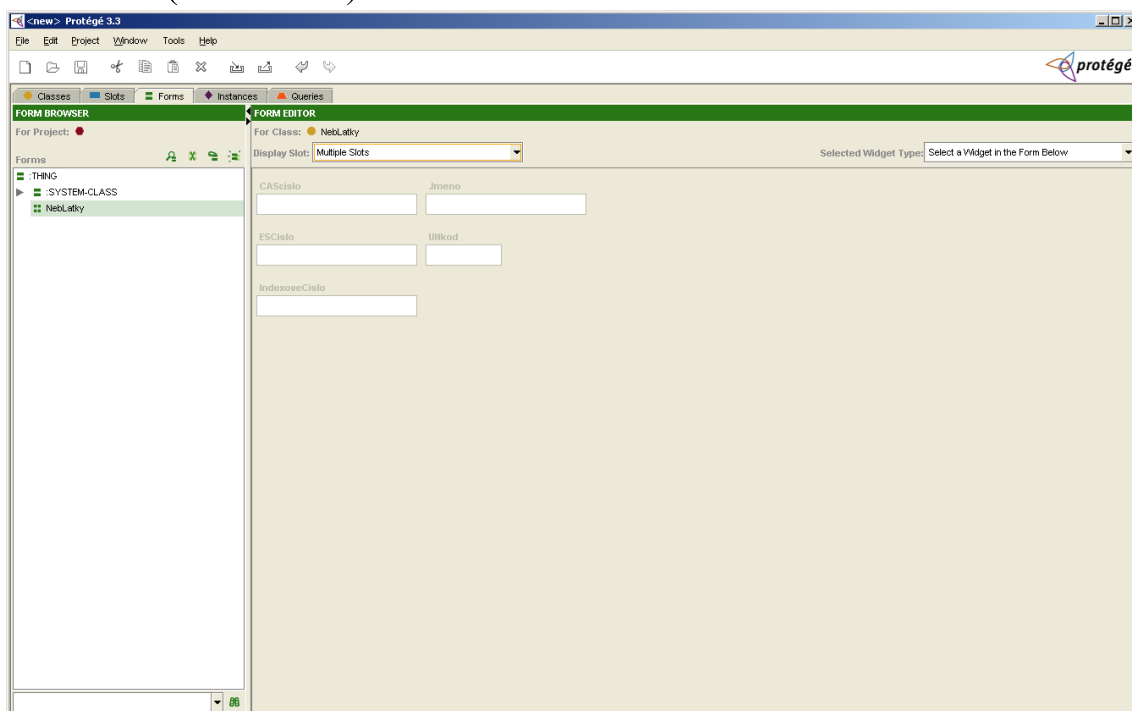 <new> Protégé 3.3
File Edit Project Window Tools Help
protégé
Classes Slots Forms Instances Queries
FORM BROWSER
FORM EDITOR
For Project:
For Class: NebLatky
Forms
Display Slot: Multiple Slots
Selected Widget Type: Select a Widget in the Form Below
:THING
:SYSTEM-CLASS
NebLatky
CAScislo Jmeno
ESCislo UNkod
IndexoveCislo